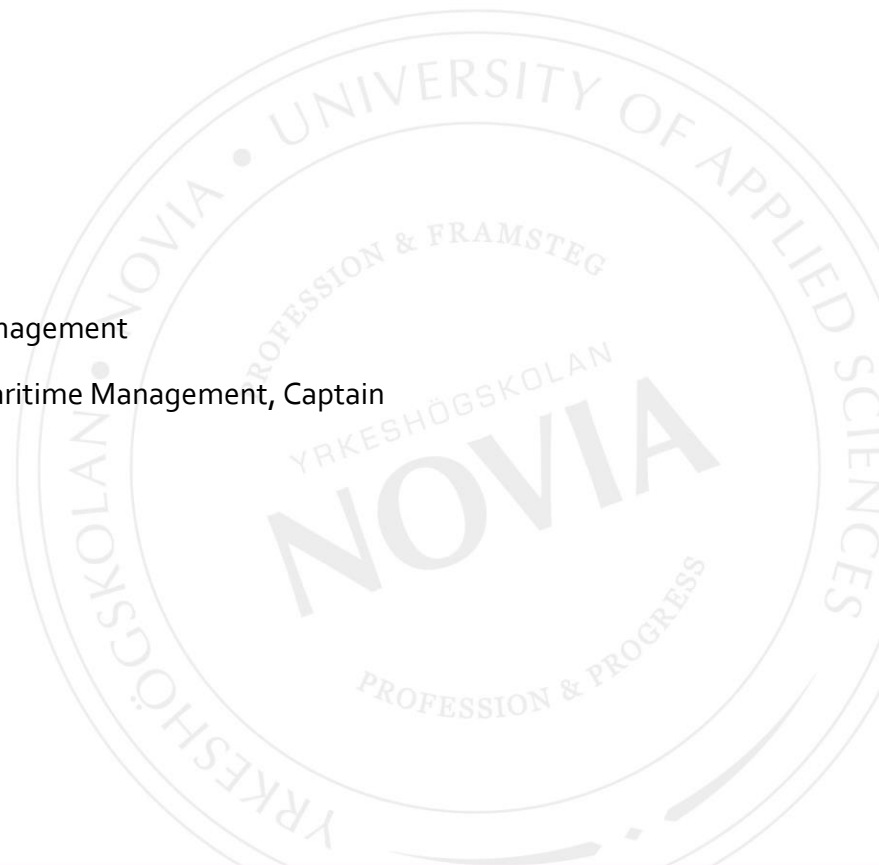 UNIVERSITY OF APPLIED SCIENCES
PROFESSION & FRAMSTEG
nagement
aritime Management, Captain
YRKESHÖGSKOLAN
NOVIA
PROFESSION & PROGRESS
YRKESHÖGSKOLAN • NOVIA •